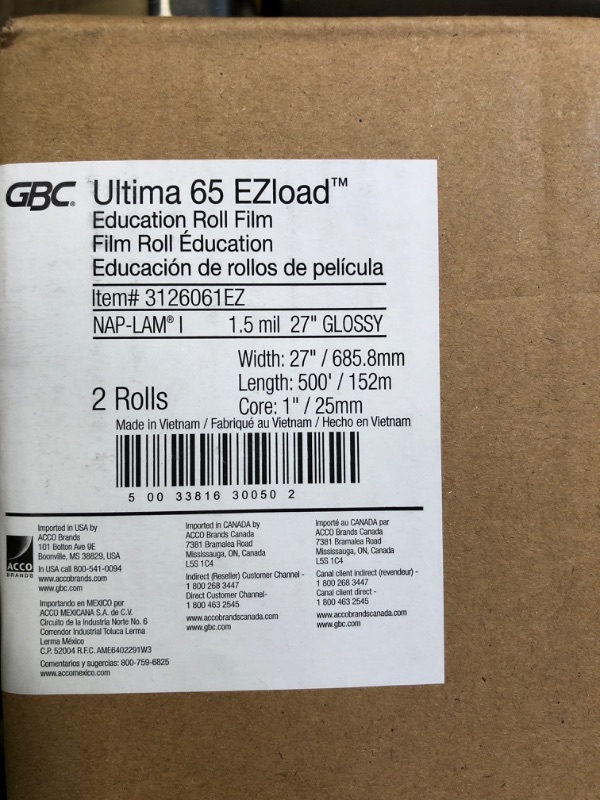 GBC® Ultima 65 EZload™
Education Roll Film
Film Roll Éducation
Educación de rollos de película
Item# 3126061EZ
NAP-LAM® I 1.5 mil 27" GLOSSY
Width: 27" / 685.8mm
Length: 500' / 152m
2 Rolls Core: 1" / 25mm
Made in Vietnam / Fabriqué au Vietnam / Hecho en Vietnam
5 00 33816 30050 2
ACCO
BRANDS
Imported in USA by
ACCO Brands
101 Bolton Ave 9E
Boonville, MS 38829, USA
In USA call 800-541-0094
www.accobrands.com
www.gbc.com
Importando en MEXICO por
ACCO MEXICANA S.A. de C.V.
Circuito de la Industria Norte No. 6
Correndor Industrial Toluca Lerma
Lerma México
C.P. 52004 R.F.C. AME6402291W3
Comentarios y sugercias: 800-759-6825
www.accomexico.com
Imported in CANADA by
ACCO Brands Canada
7381 Bramalea Road
Mississauga, ON, Canada
L5S 1C4
Indirect (Reseller) Customer Channel -
1 800 268 3447
Direct Customer Channel-
1 800 463 2545
www.accobrandscanada.com
www.gbc.com
Importé au CANADA par
ACCO Brands Canada
7381 Bramalea Road
Mississauga, ON, Canada
L5S 1C4
Canal client indirect (revendeur) -
1 800 268 3447
Canal client direct -
1 800 463 2545
www.accobrandscanada.com
www.gbc.com